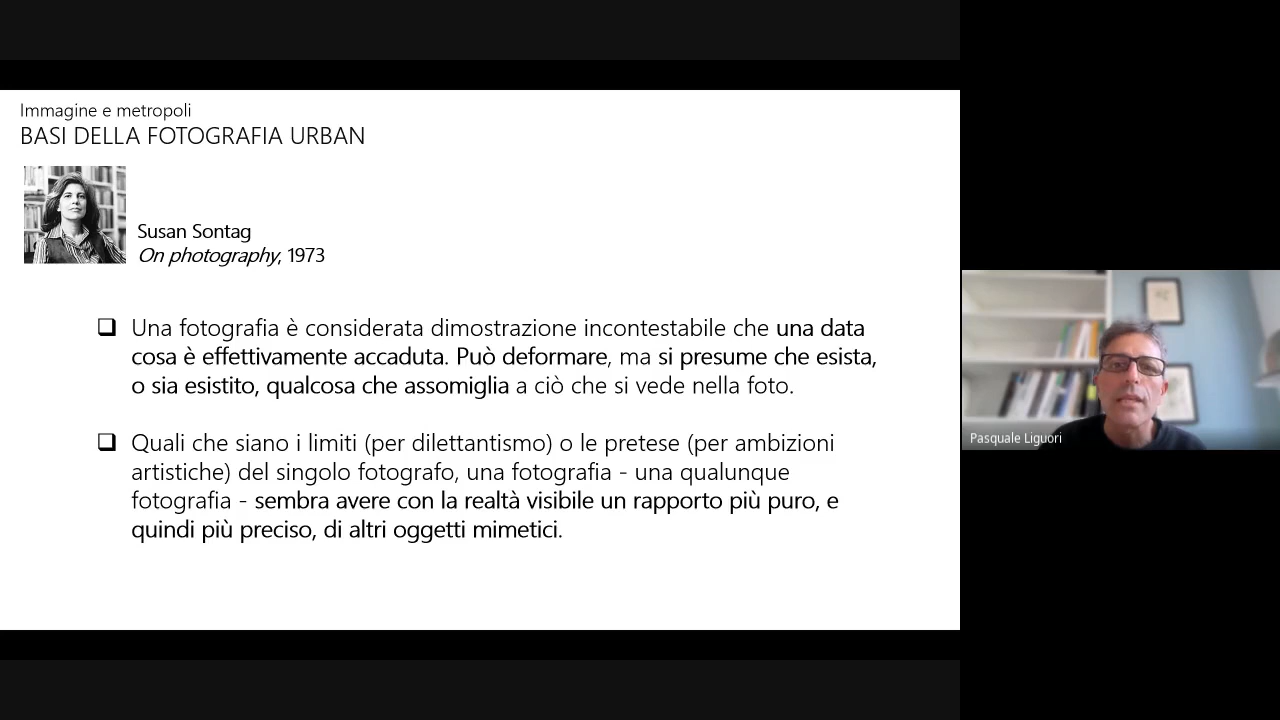 Immagine e metropoli
BASI DELLA FOTOGRAFIA URBAN
Susan Sontag
On photography, 1973
Una fotografia è considerata dimostrazione incontestabile che una data
cosa è effettivamente accaduta. Può deformare, ma si presume che esista,
o sia esistito, qualcosa che assomiglia a ciò che si vede nella foto.
Quali che siano i limiti (per dilettantismo) o le pretese (per ambizioni
artistiche) del singolo fotografo, una fotografia - una qualunque
fotografia - sembra avere con la realtà visibile un rapporto più puro, e
quindi più preciso, di altri oggetti mimetici.
Pasquale Liguori